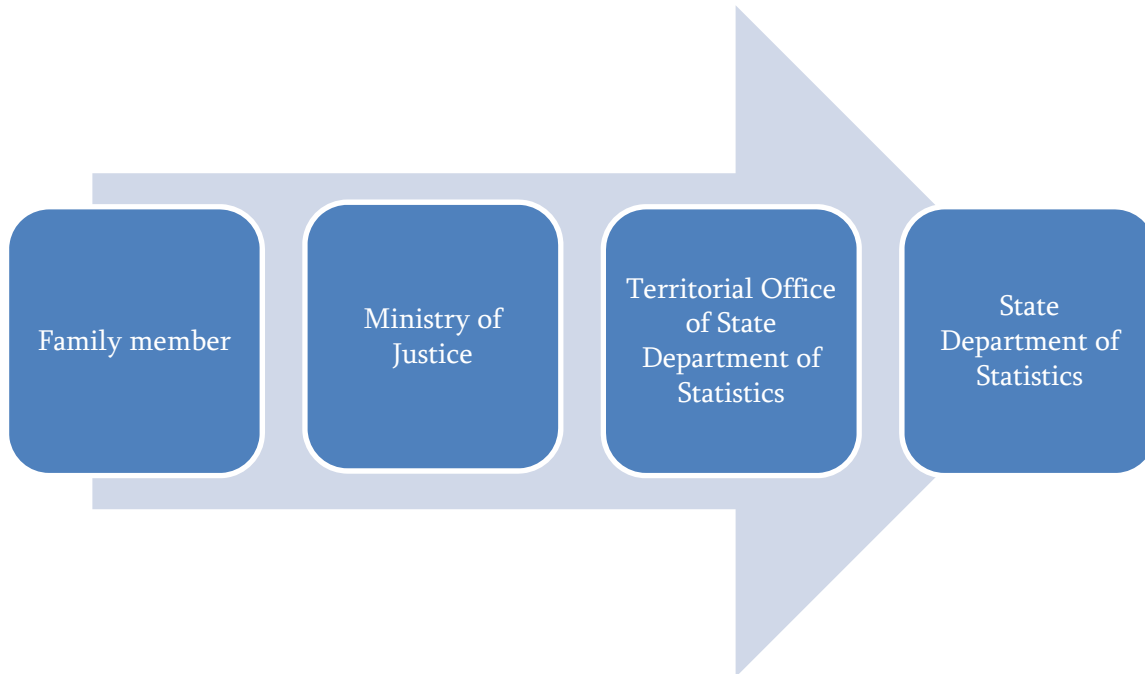 Family member
Ministry of
Justice
Territorial Office
of State
Department of
Statistics
State
Department of
Statistics